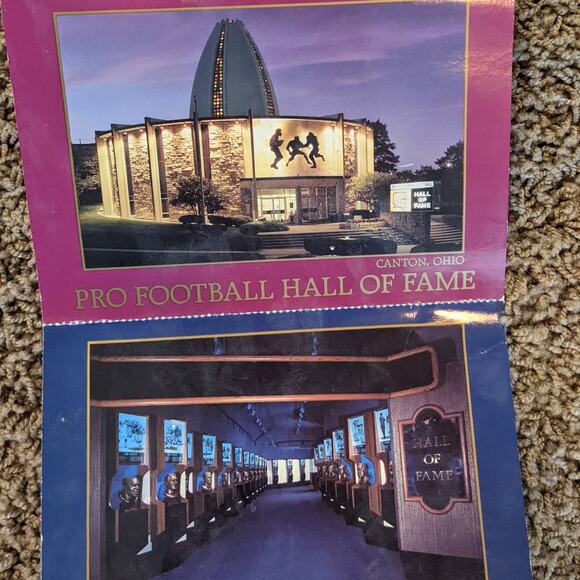 HALL
OF
FAME
CANTON, OHIO
PRO FOOTBALL HALL OF FAME
HALL
OF
FAME